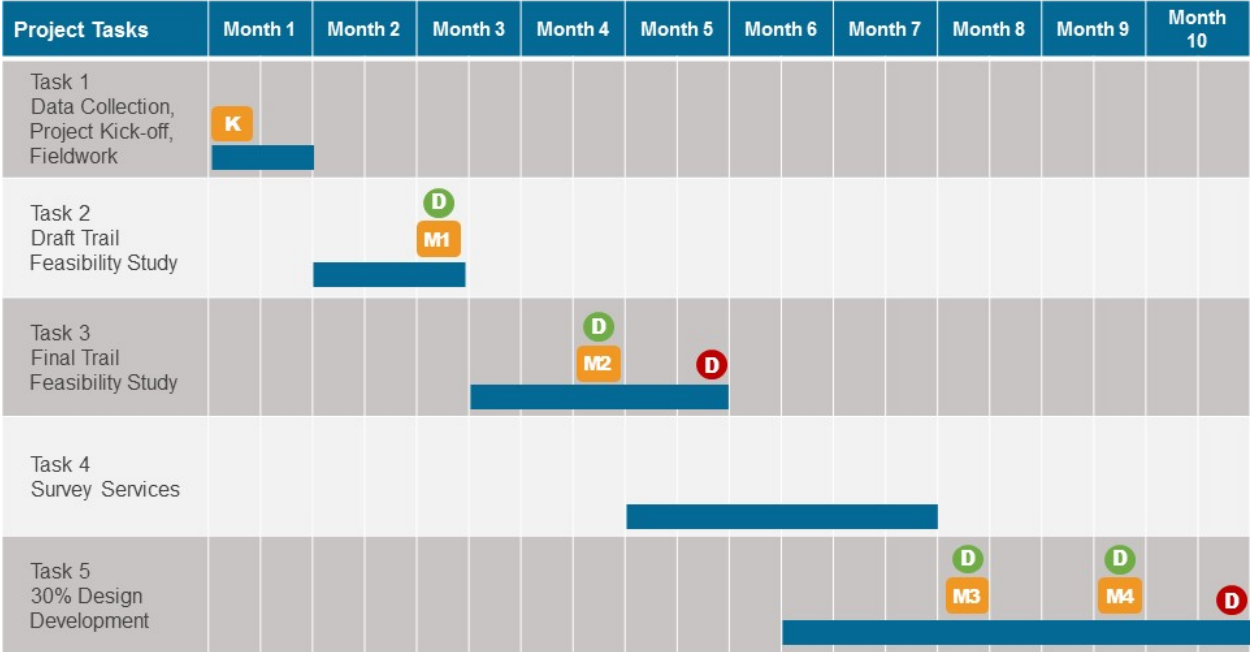 Project Tasks Month 1 Month 2 Month 3 Month 4 Month 5 Month 6 Month 7 Month 8 Month 9 Month
10
Task 1
Data Collection,
Project Kick-off,
Fieldwork
K
Task 2
Draft Trail
Feasibility Study
D
M1
Task 3
Final Trail
Feasibility Study
D
M2 D
Task 4
Survey Services
Task 5
30% Design
Development
D D
M3 M4 D